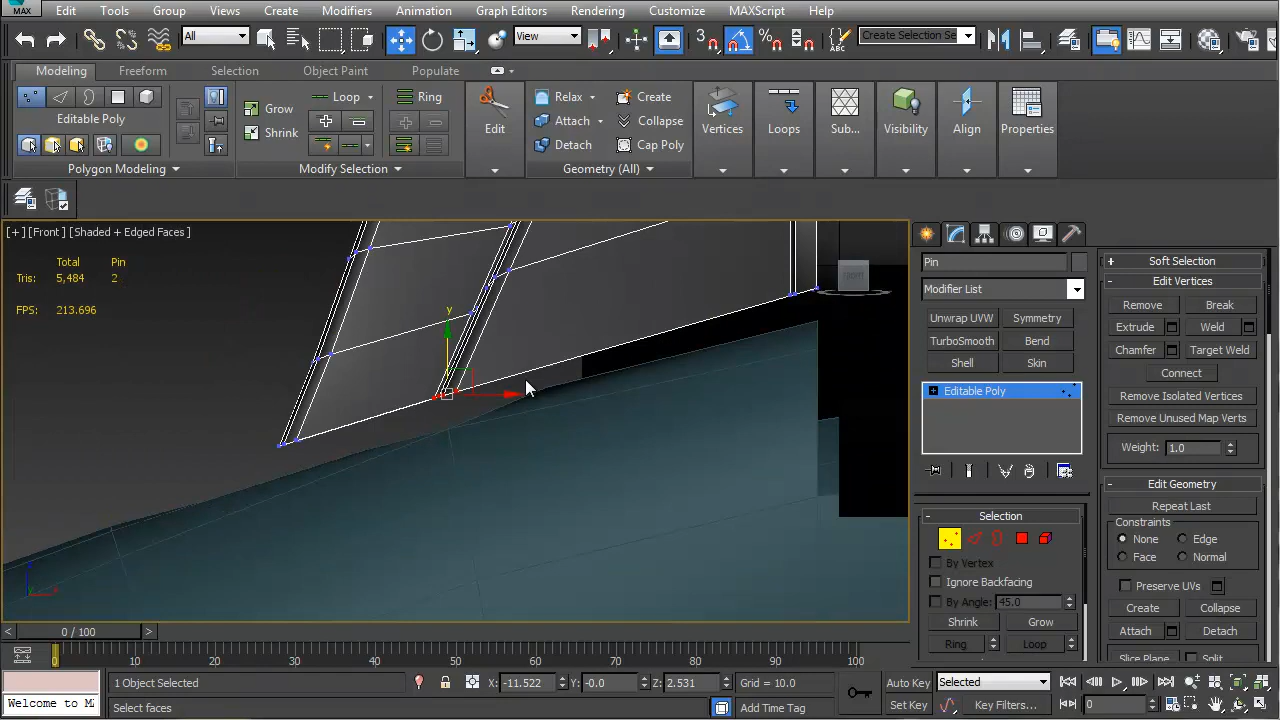 MAX
Edit Tools Group Views Create Modifiers Animation Graph Editors Rendering Customize MAXScript Help
All View Create Selection Se
Modeling Freeform Selection Object Paint Populate
Editable Poly
Grow Loop Ring
Shrink
Edit
Relax Create
Attach Collapse
Detach Cap Poly
Vertices Loops Sub... Visibility Align Properties
Polygon Modeling Modify Selection Geometry (All)
[+] [Front] [Shaded + Edged Faces ]
Total Pin
Tris: 5,484 2
FPS: 213.696
y
FRONT
Pin
Modifier List
Unwrap UVW Symmetry
TurboSmooth Bend
Shell Skin
Editable Poly
Selection
By Vertex
Ignore Backfacing
By Angle: 45.0
Shrink Grow
Ring Loop
Soft Selection
Edit Vertices
Remove Break
Extrude Weld
Chamfer Target Weld
Connect
Remove Isolated Vertices
Remove Unused Map Verts
Weight: 1.0
Edit Geometry
Repeat Last
Constraints
None Edge
Face Normal
Preserve UVs
Create Collapse
Attach Detach
Slice Plane Split
0 / 100
0 10 20 30 40 50 60 70 80 90 100
1 Object Selected X: -11.522 Y: -0.0 Z: 2.531 Grid = 10.0 Auto Key Selected
Welcome to M Select faces Add Time Tag Set Key Key Filters... 0